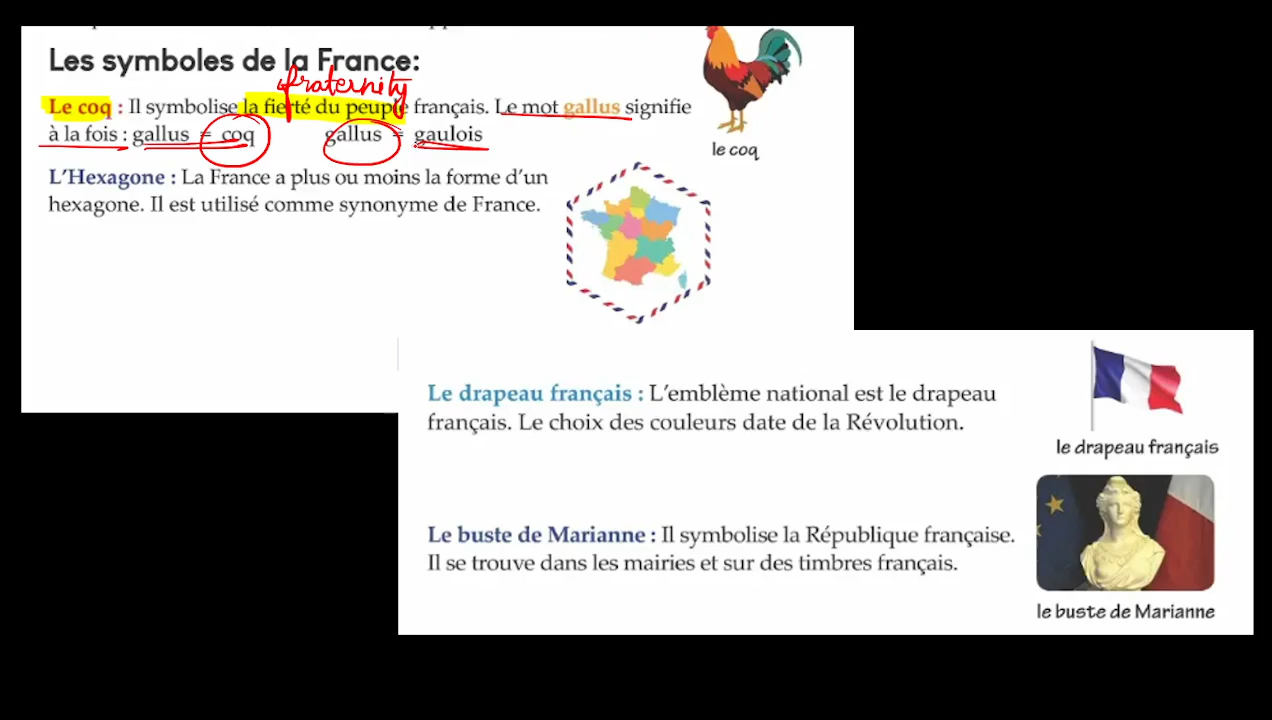 Les symboles de la France:
fraternity
Le coq : Il symbolise la fierté du peuple français. Le mot gallus signifie
à la fois : gallus = coq gallus = gaulois
le coq
L'Hexagone : La France a plus ou moins la forme d'un
hexagone. Il est utilisé comme synonyme de France.
Le drapeau français : L'emblème national est le drapeau
français. Le choix des couleurs date de la Révolution.
le drapeau français
Le buste de Marianne : Il symbolise la République française.
Il se trouve dans les mairies et sur des timbres français.
le buste de Marianne